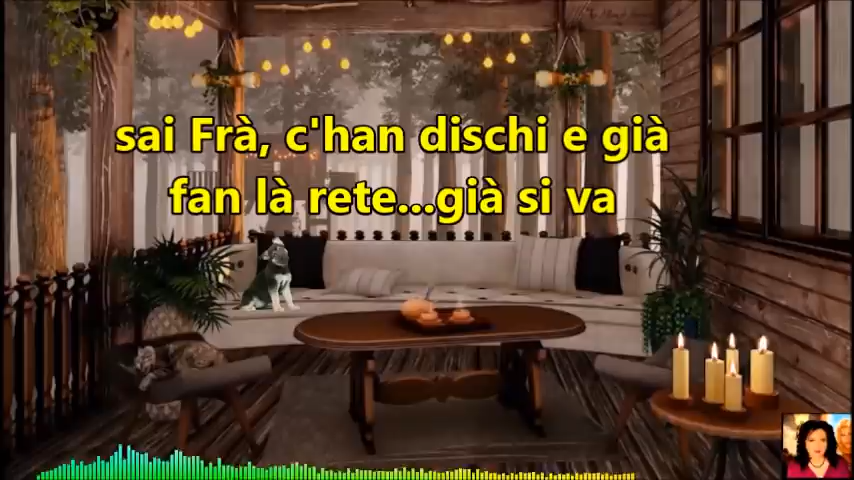 sai Frà, c'han dischi e già
fan là rete...già si va